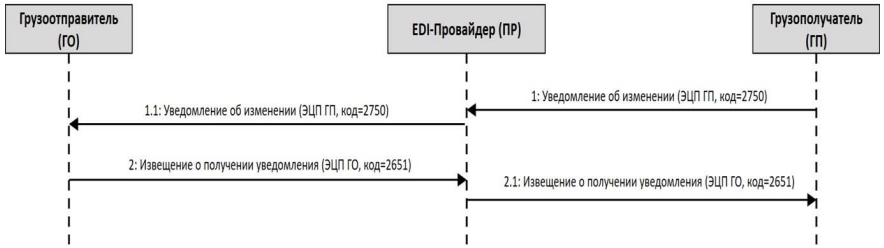 Грузоотправитель
(ГО)
EDI-Провайдер (ПР)
Грузополучатель
(ГП)
1: Уведомление об изменении (ЭЦП ГП, код=2750)
1.1: Уведомление об изменении (ЭЦП ГП, код=2750)
2: Извещение о получении уведомления (ЭЦП ГО, код=2651)
2.1: Извещение о получении уведомления (ЭЦП ГО, код=2651)